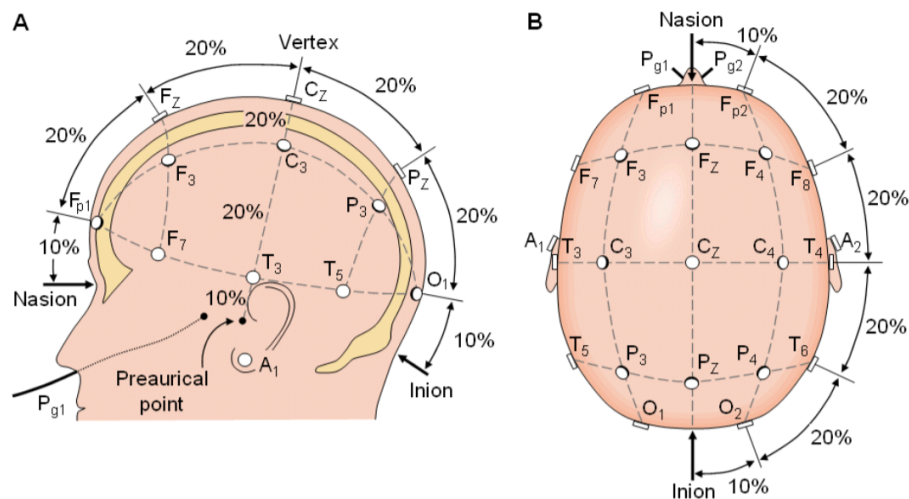 A
20%
Vertex
FZ
CZ
20%
20%
20%
F3
C3
PZ
Fp1
20%
P3
20%
10%
F7
T3
T5
O1
Nasion
10%
10%
Preaurical
point
A1
Inion
Pg1
B
Nasion
10%
Pg1
Pg2
Fp1
Fp2
20%
F7
F3
FZ
F4
F8
20%
A1
T3
C3
CZ
C4
T4
A2
20%
T5
P3
PZ
P4
T6
O1
O2
20%
Inion
10%